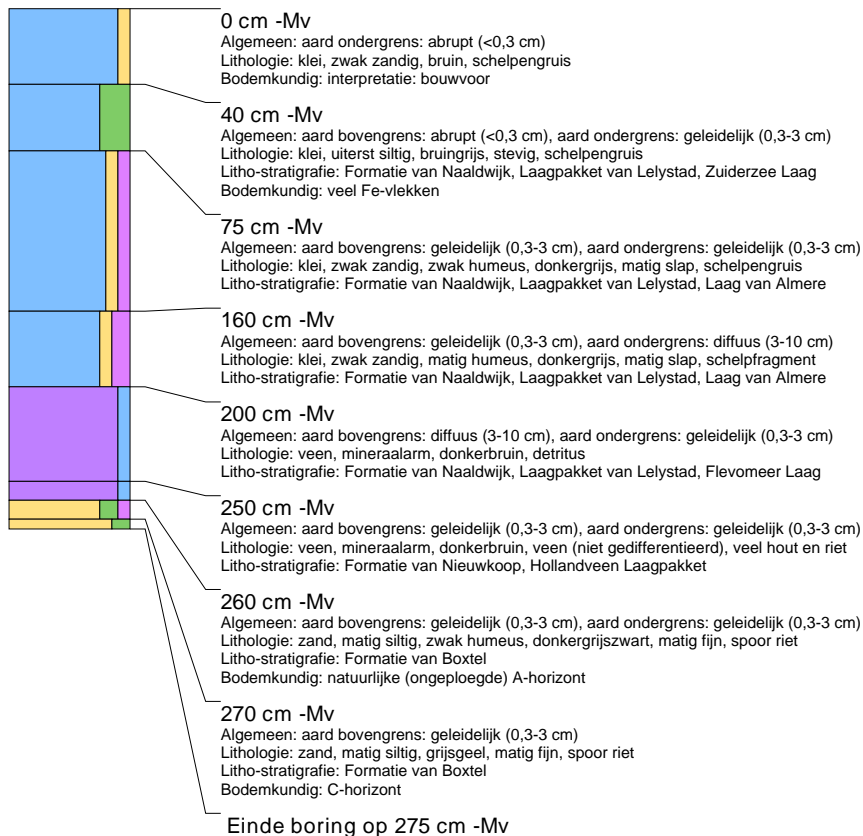 0 cm -Mv
Algemeen: aard ondergrens: abrupt (<0,3 cm)
Lithologie: klei, zwak zandig, bruin, schelpengruis
Bodemkundig: interpretatie: bouwvoor
40 cm -Mv
Algemeen: aard bovengrens: abrupt (<0,3 cm), aard ondergrens: geleidelijk (0,3-3 cm)
Lithologie: klei, uiterst siltig, bruingrijs, stevig, schelpengruis
Litho-stratigrafie: Formatie van Naaldwijk, Laagpakket van Lelystad, Zuiderzee Laag
Bodemkundig: veel Fe-vlekken
75 cm -Mv
Algemeen: aard bovengrens: geleidelijk (0,3-3 cm), aard ondergrens: geleidelijk (0,3-3 cm)
Lithologie: klei, zwak zandig, zwak humeus, donkergrijs, matig slap, schelpengruis
Litho-stratigrafie: Formatie van Naaldwijk, Laagpakket van Lelystad, Laag van Almere
160 cm -Mv
Algemeen: aard bovengrens: geleidelijk (0,3-3 cm), aard ondergrens: diffuus (3-10 cm)
Lithologie: klei, zwak zandig, matig humeus, donkergrijs, matig slap, schelpfragment
Litho-stratigrafie: Formatie van Naaldwijk, Laagpakket van Lelystad, Laag van Almere
200 cm -Mv
Algemeen: aard bovengrens: diffuus (3-10 cm), aard ondergrens: geleidelijk (0,3-3 cm)
Lithologie: veen, mineraalarm, donkerbruin, detritus
Litho-stratigrafie: Formatie van Naaldwijk, Laagpakket van Lelystad, Flevomeer Laag
250 cm -Mv
Algemeen: aard bovengrens: geleidelijk (0,3-3 cm), aard ondergrens: geleidelijk (0,3-3 cm)
Lithologie: veen, mineraalarm, donkerbruin, veen (niet gedifferentieerd), veel hout en riet
Litho-stratigrafie: Formatie van Nieuwkoop, Hollandveen Laagpakket
260 cm -Mv
Algemeen: aard bovengrens: geleidelijk (0,3-3 cm), aard ondergrens: geleidelijk (0,3-3 cm)
Lithologie: zand, matig siltig, zwak humeus, donkergrijszwart, matig fijn, spoor riet
Litho-stratigrafie: Formatie van Boxtel
Bodemkundig: natuurlijke (ongeploegde) A-horizont
270 cm -Mv
Algemeen: aard bovengrens: geleidelijk (0,3-3 cm)
Lithologie: zand, matig siltig, grijsgeel, matig fijn, spoor riet
Litho-stratigrafie: Formatie van Boxtel
Bodemkundig: C-horizont
Einde boring op 275 cm -Mv